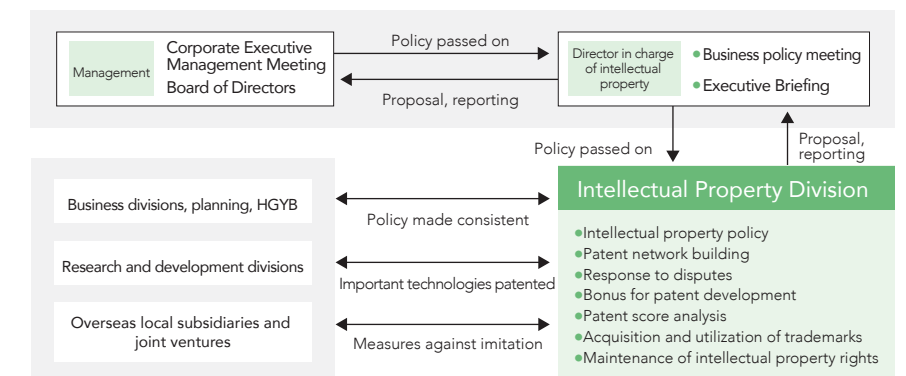 Management
Corporate Executive
Management Meeting
Board of Directors
Policy passed on
Proposal, reporting
Director in charge
of intellectual
property
●Business policy meeting
●Executive Briefing
Policy passed on
Proposal,
reporting
Business divisions, planning, HGYB
Policy made consistent
Research and development divisions
Important technologies patented
Overseas local subsidiaries and
joint ventures
Measures against imitation
Intellectual Property Division
●Intellectual property policy
●Patent network building
●Response to disputes
●Bonus for patent development
●Patent score analysis
●Acquisition and utilization of trademarks
●Maintenance of intellectual property rights